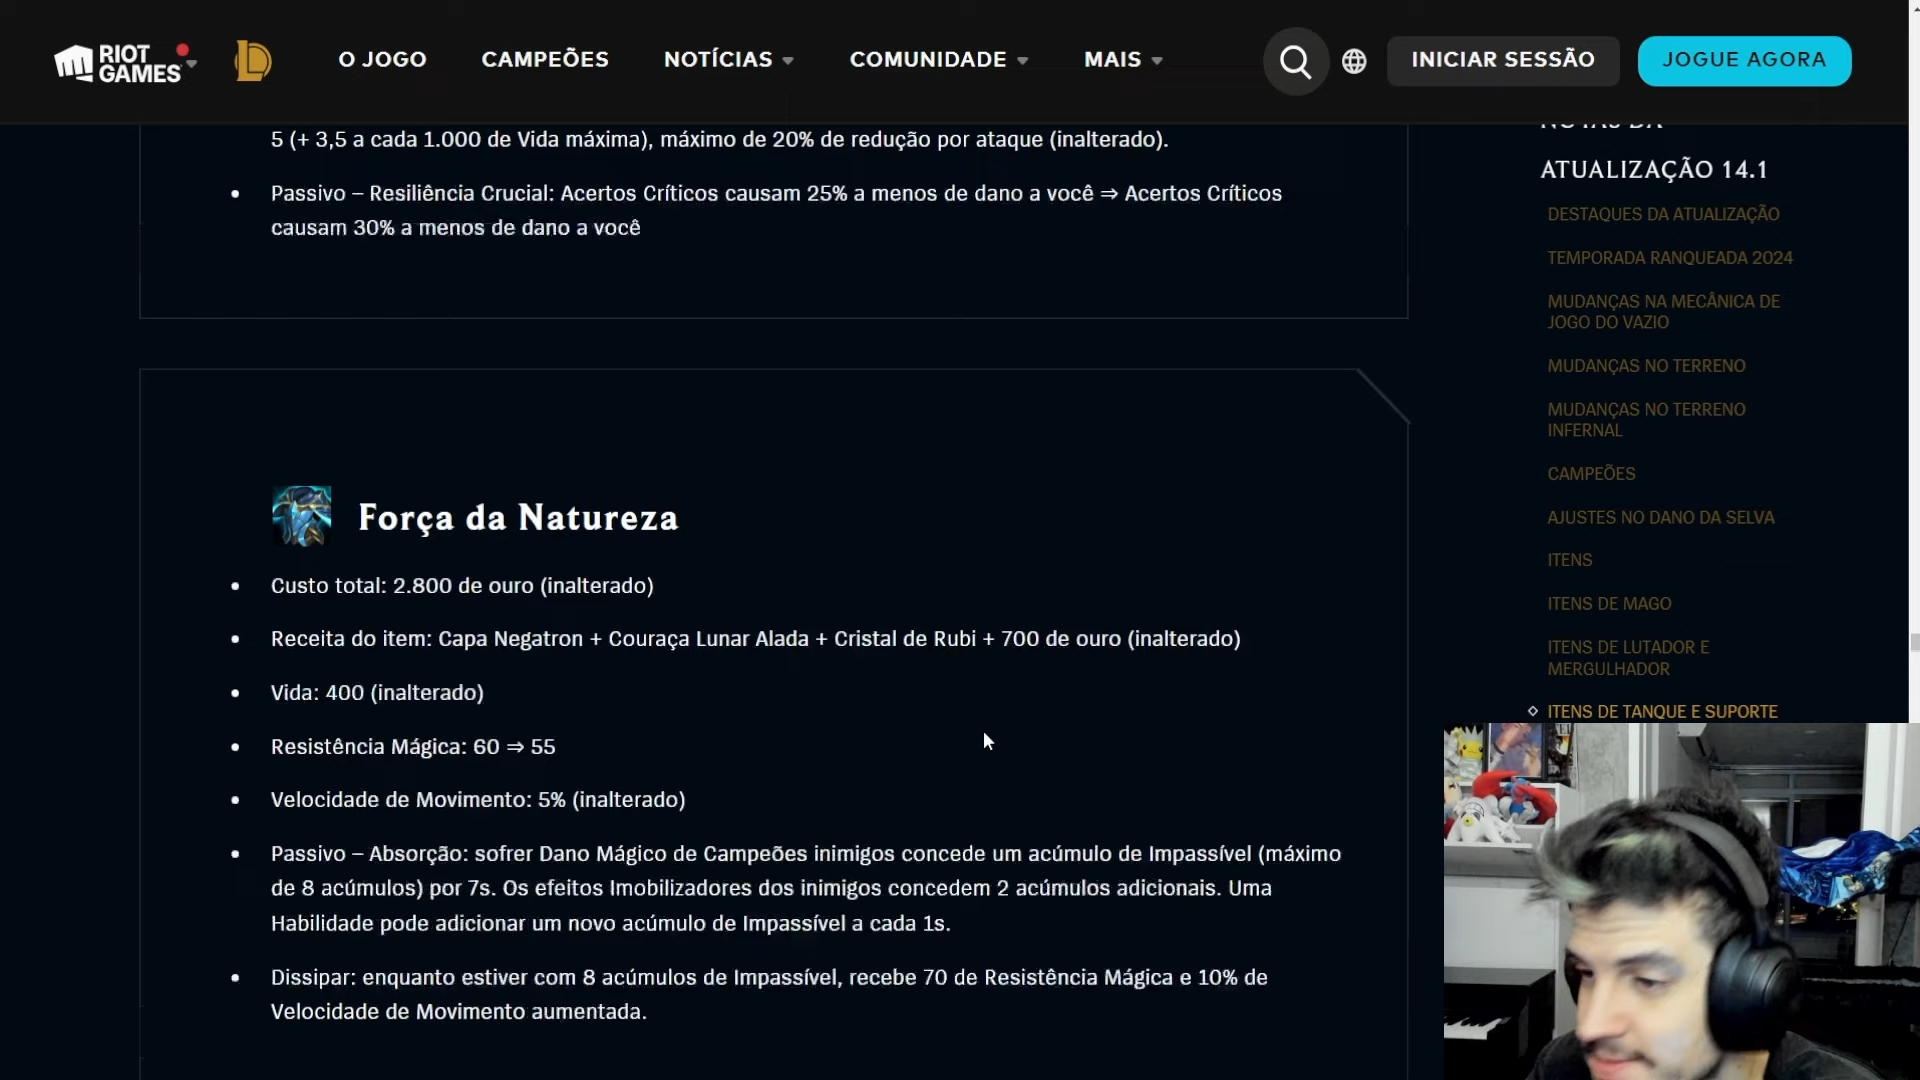 RIOT GAMES
O JOGO CAMPEÕES NOTÍCIAS COMUNIDADE MAIS INICIAR SESSÃO JOGUE AGORA
5 (+ 3,5 a cada 1.000 de Vida máxima), máximo de 20% de redução por ataque (inalterado).
Passivo – Resiliência Crucial: Acertos Críticos causam 25% a menos de dano a você ⇒ Acertos Críticos
causam 30% a menos de dano a você
Força da Natureza
Custo total: 2.800 de ouro (inalterado)
Receita do item: Capa Negatron + Couraça Lunar Alada + Cristal de Rubi + 700 de ouro (inalterado)
Vida: 400 (inalterado)
Resistência Mágica: 60 ⇒ 55
Velocidade de Movimento: 5% (inalterado)
Passivo – Absorção: sofrer Dano Mágico de Campeões inimigos concede um acúmulo de Impassível (máximo
de 8 acúmulos) por 7s. Os efeitos Imobilizadores dos inimigos concedem 2 acúmulos adicionais. Uma
Habilidade pode adicionar um novo acúmulo de Impassível a cada 1s.
Dissipar: enquanto estiver com 8 acúmulos de Impassível, recebe 70 de Resistência Mágica e 10% de
Velocidade de Movimento aumentada.
NOTAS DA
ATUALIZAÇÃO 14.1
DESTAQUES DA ATUALIZAÇÃO
TEMPORADA RANQUEADA 2024
MUDANÇAS NA MECÂNICA DE
JOGO DO VAZIO
MUDANÇAS NO TERRENO
MUDANÇAS NO TERRENO
INFERNAL
CAMPEÕES
AJUSTES NO DANO DA SELVA
ITENS
ITENS DE MAGO
ITENS DE LUTADOR E
MERGULHADOR
ITENS DE TANQUE E SUPORTE